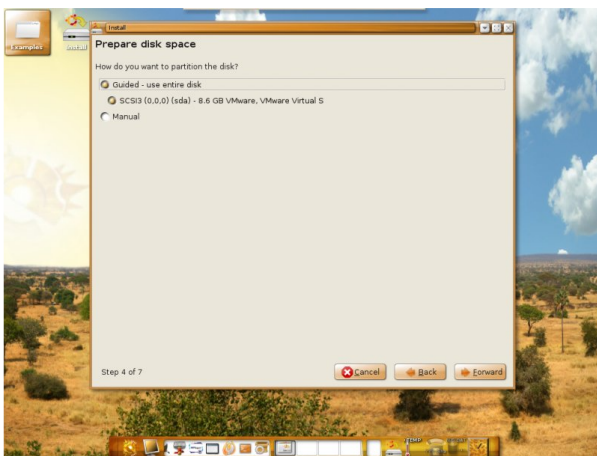 Examples
Install
Install
Prepare disk space
How do you want to partition the disk?
Guided - use entire disk
SCSI3 (0,0,0) (sda) - 8.6 GB VMware, VMware Virtual S
Manual
Step 4 of 7
Cancel
Back
Forward